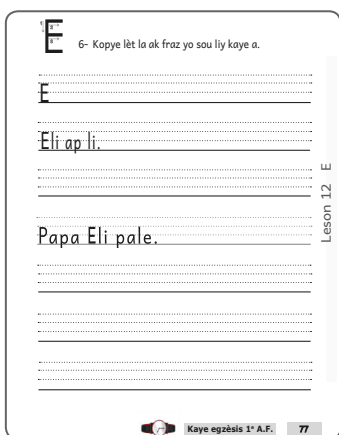 E
6- Kopye lèt la ak fraz yo sou liy kaye a.
E
Eli ap li.
Papa Eli pale.
Leson 12 E
Kaye egzèsis 1ᵉ A.F. 77